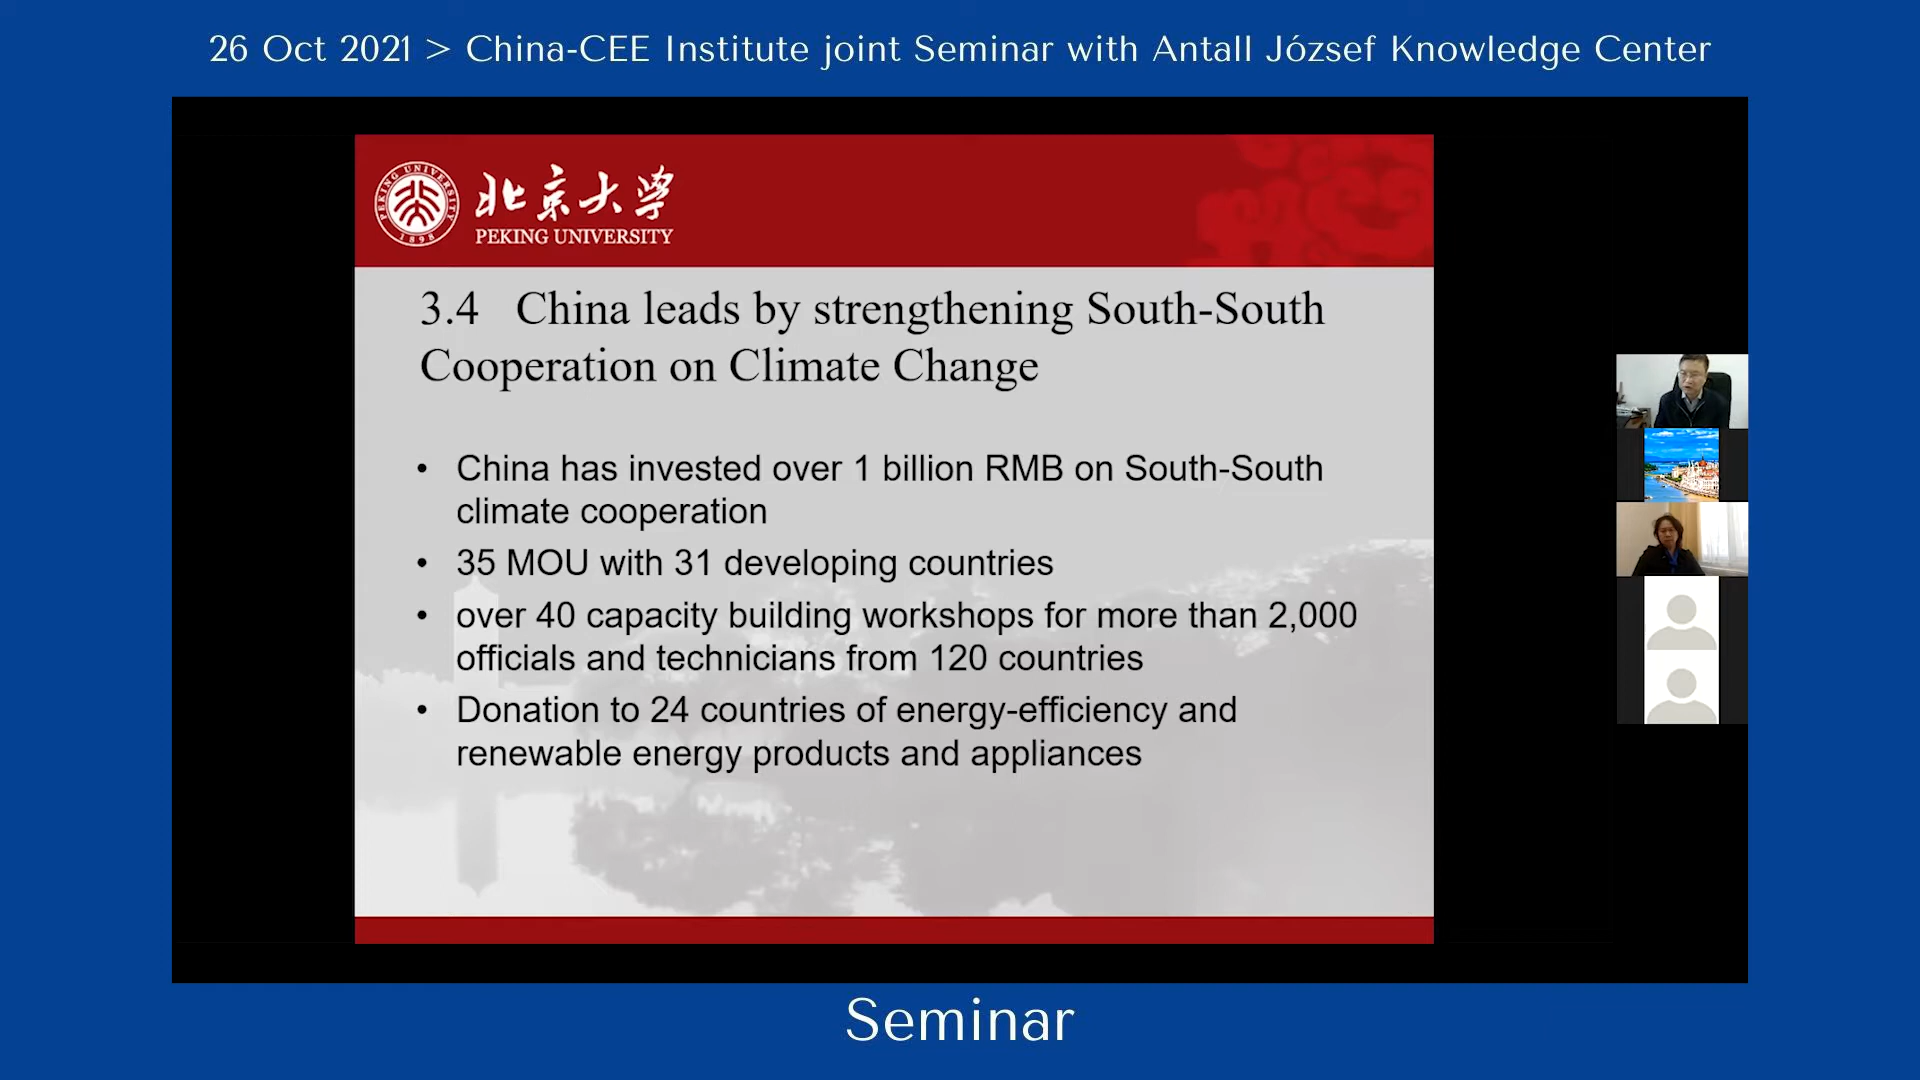 26 Oct 2021 > China-CEE Institute joint Seminar with Antall József Knowledge Center
PEKING UNIVERSITY
1898
北京大学
PEKING UNIVERSITY
3.4 China leads by strengthening South-South
Cooperation on Climate Change
• China has invested over 1 billion RMB on South-South
climate cooperation
• 35 MOU with 31 developing countries
• over 40 capacity building workshops for more than 2,000
officials and technicians from 120 countries
• Donation to 24 countries of energy-efficiency and
renewable energy products and appliances
Seminar